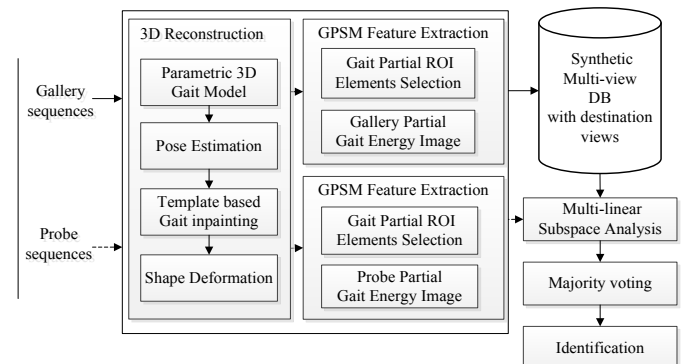 Gallery
sequences
Probe
sequences
3D Reconstruction
Parametric 3D
Gait Model
Pose Estimation
Template based
Gait inpainting
Shape Deformation
GPSM Feature Extraction
Gait Partial ROI
Elements Selection
Gallery Partial
Gait Energy Image
GPSM Feature Extraction
Gait Partial ROI
Elements Selection
Probe Partial
Gait Energy Image
Synthetic
Multi-view
DB
with destination
views
Multi-linear
Subspace Analysis
Majority voting
Identification